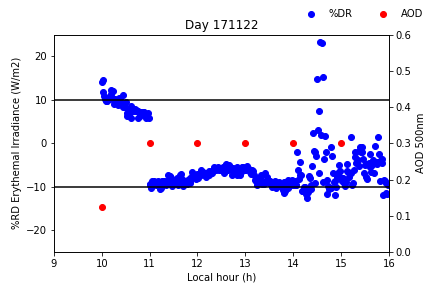 %DR AOD
Day 171122
%RD Erythemal Irradiance (W/m2)
20
10
0
−10
−20
0.6
0.5
0.4
0.3
0.2
0.1
0.0
AOD 500nm
9 10 11 12 13 14 15 16
Local hour (h)